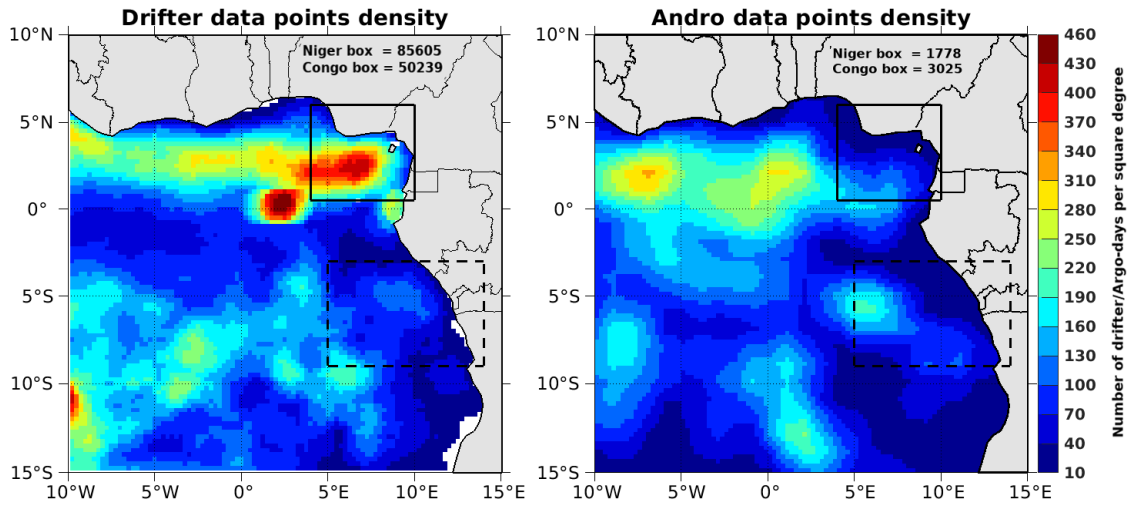 Drifter data points density
Andro data points density
10°N
5°N
0°
5°S
10°S
15°S
10°W
5°W
0°
5°E
10°E
15°E
Niger box = 85605
Congo box = 50239
10°N
5°N
0°
5°S
10°S
15°S
10°W
5°W
0°
5°E
10°E
15°E
Niger box = 1778
Congo box = 3025
460
430
400
370
340
310
280
250
220
190
160
130
100
70
40
10
Number of drifter/Argo-days per square degree